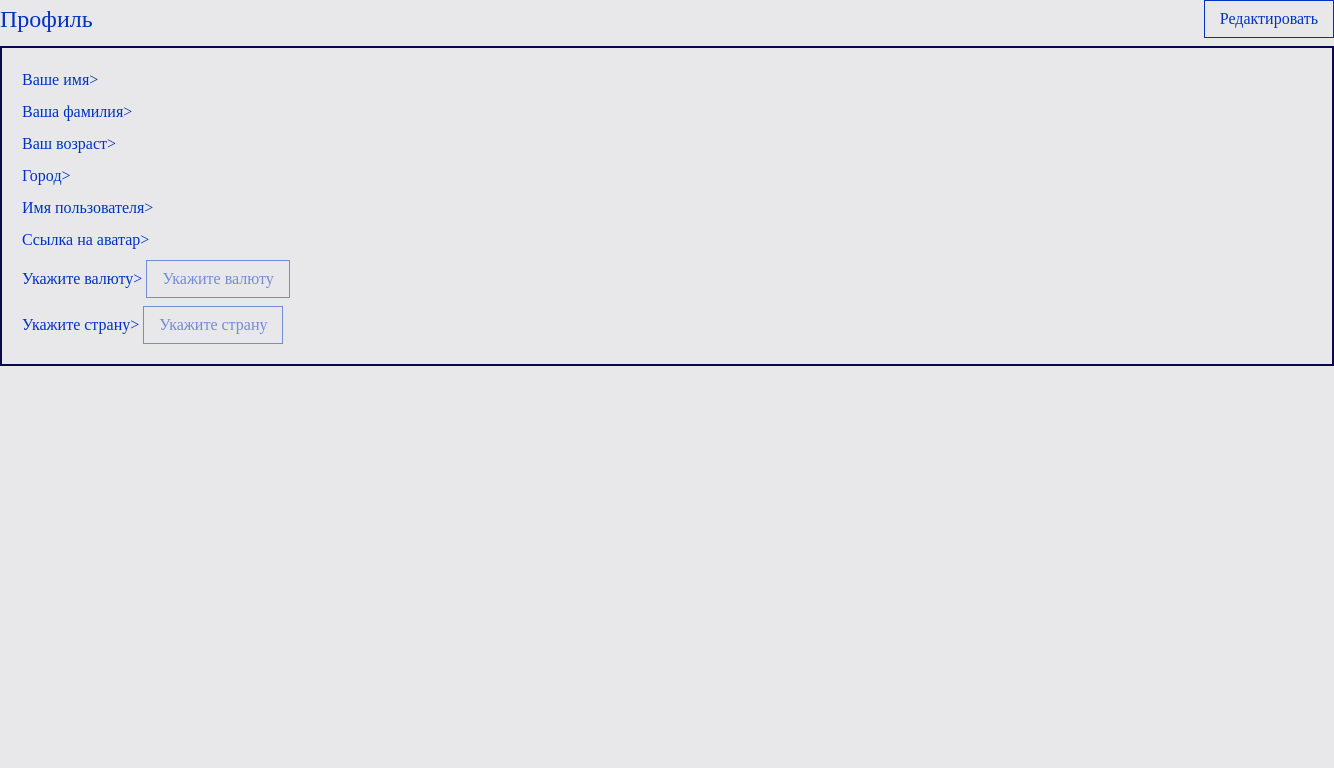 Профиль
Редактировать
Ваше имя>
Ваша фамилия>
Ваш возраст>
Город>
Имя пользователя>
Ссылка на аватар>
Укажите валюту> Укажите валюту
Укажите страну> Укажите страну